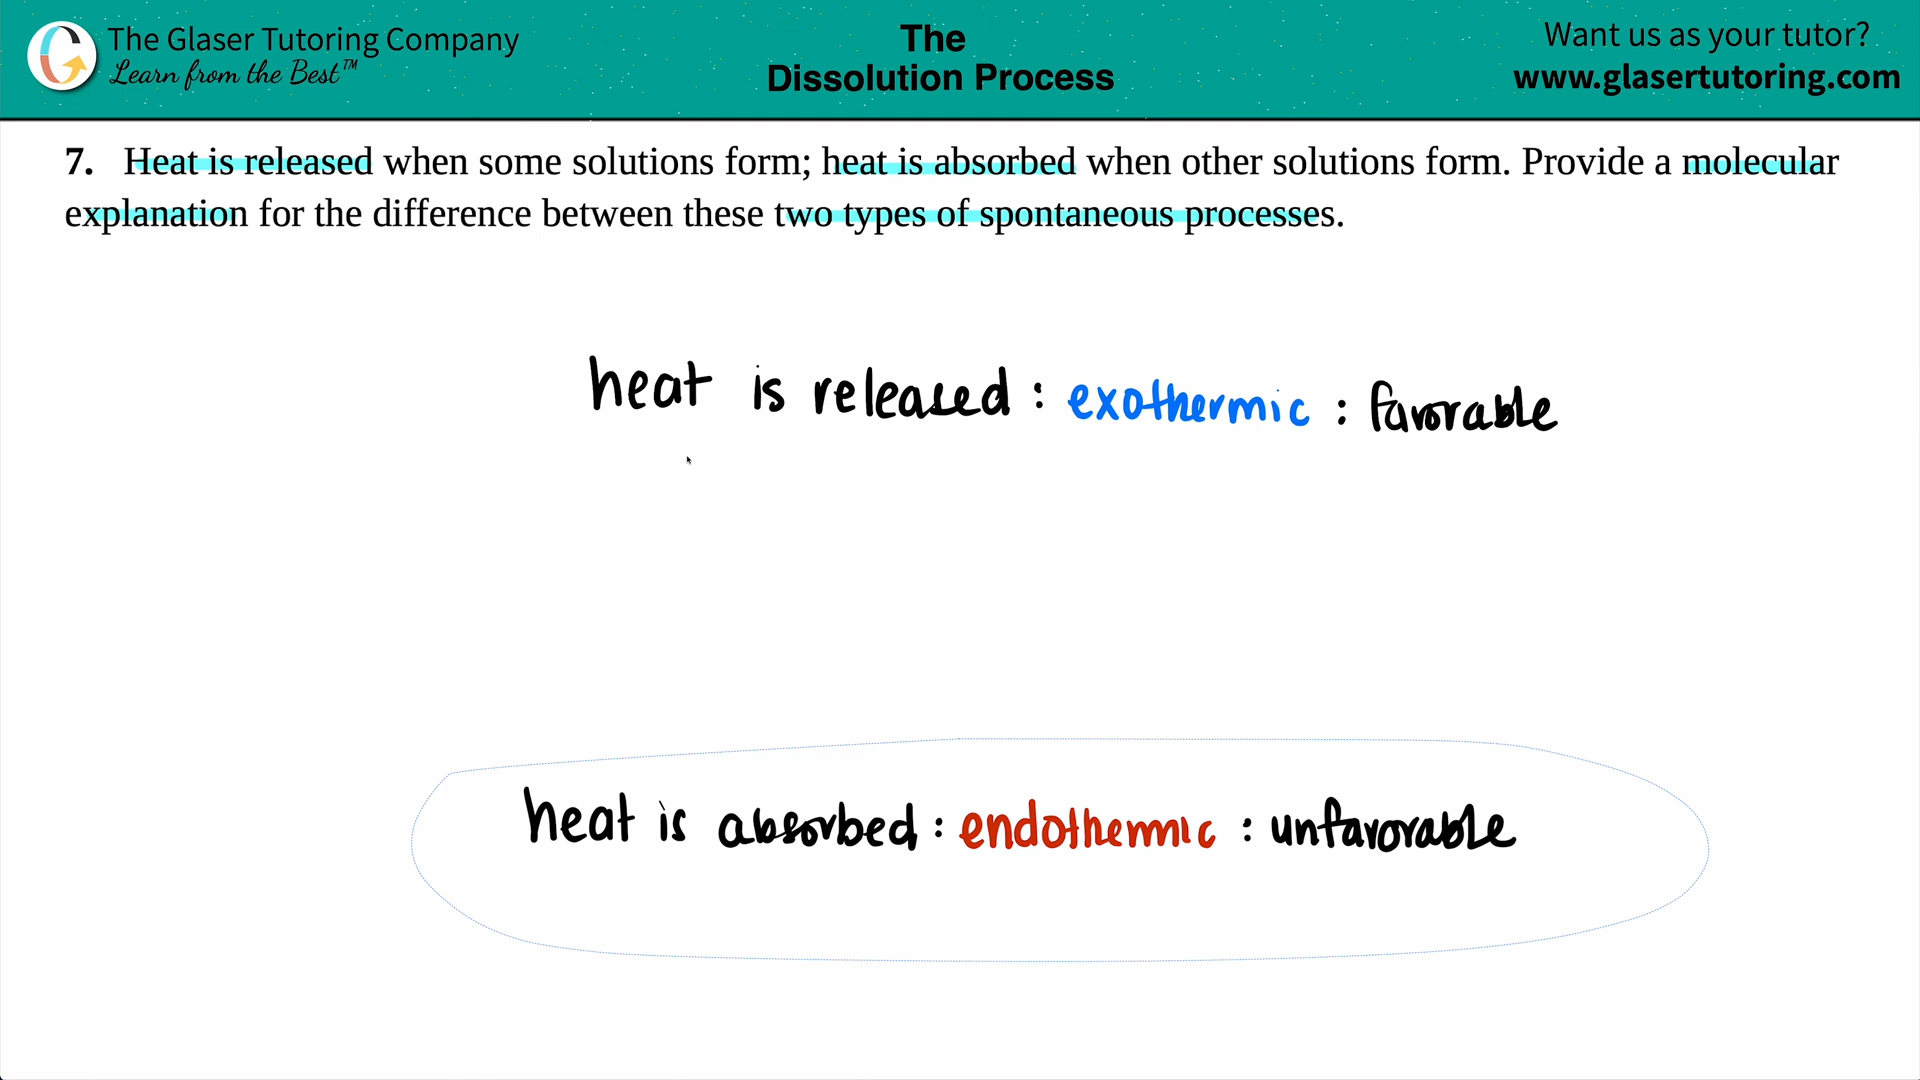 The Glaser Tutoring Company
Learn from the Best™
The
Dissolution Process
Want us as your tutor?
www.glasertutoring.com
7. Heat is released when some solutions form; heat is absorbed when other solutions form. Provide a molecular
explanation for the difference between these two types of spontaneous processes.
heat is released : exothermic : favorable
heat is absorbed : endothermic : unfavorable